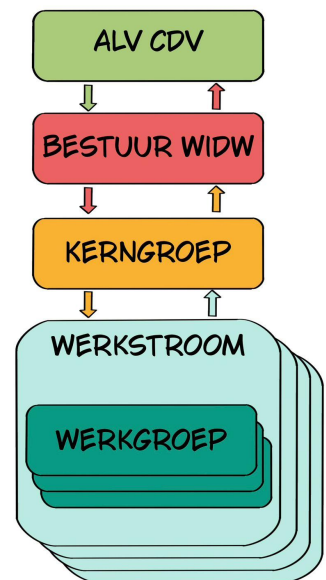 ALV CDV
BESTUUR WIDW
KERNGROEP
WERKSTROOM
WERKGROEP